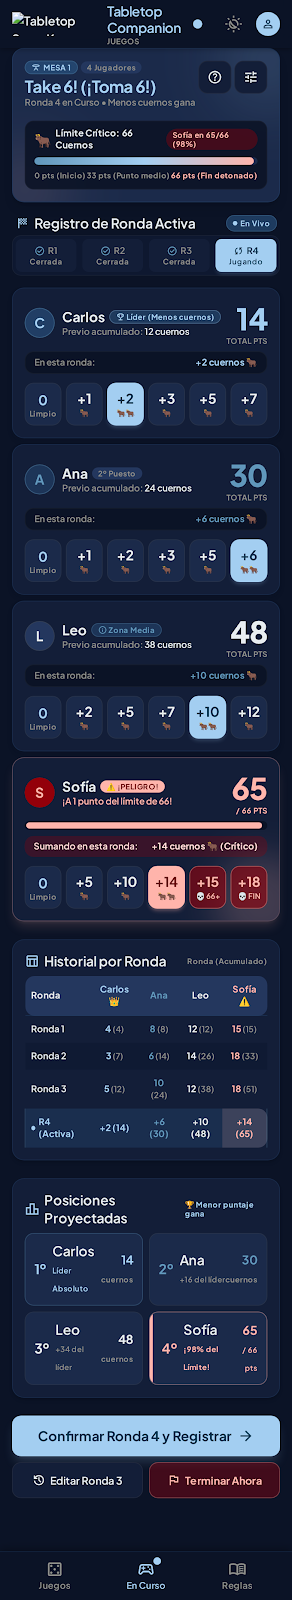 Tabletop
Tabletop
Companion
JUEGOS
MESA 1
4 Jugadores
Take 6! (¡Toma 6!)
Ronda 4 en Curso • Menos cuernos gana
Límite Crítico: 66
Cuernos
Sofía en 65/66
(98%)
0 pts (Inicio) 33 pts (Punto medio) 66 pts (Fin detonado)
Registro de Ronda Activa
En Vivo
R1
Cerrada
R2
Cerrada
R3
Cerrada
R4
Jugando
C
Carlos
Líder (Menos cuernos)
Previo acumulado: 12 cuernos
14
TOTAL PTS
En esta ronda:
+2 cuernos
0
Limpio
+1
+2
+3
+5
+7
A
Ana
2º Puesto
Previo acumulado: 24 cuernos
30
TOTAL PTS
En esta ronda:
+6 cuernos
0
Limpio
+1
+2
+3
+5
+6
L
Leo
Zona Media
Previo acumulado: 38 cuernos
48
TOTAL PTS
En esta ronda:
+10 cuernos
0
Limpio
+2
+5
+7
+10
+12
S
Sofía
¡PELIGRO!
¡A 1 punto del límite de 66!
65
/ 66 PTS
Sumando en esta ronda:
+14 cuernos (Crítico)
0
Limpio
+5
+10
+14
+15
66+
+18
FIN
Historial por Ronda
Ronda (Acumulado)
Ronda Carlos Ana Leo Sofía
Ronda 1 4 (4) 8 (8) 12 (12) 15 (15)
Ronda 2 3 (7) 6 (14) 14 (26) 18 (33)
Ronda 3 5 (12) 10 (24) 12 (38) 18 (51)
R4 (Activa) +2 (14) +6 (30) +10 (48) +14 (65)
Posiciones
Proyectadas
Menor puntaje
gana
1º
Carlos
Líder
Absoluto
14
cuernos
2º
Ana
+16 del líder
30
cuernos
3º
Leo
+34 del
líder
48
cuernos
4º
Sofía
¡98% del
Límite!
65
/ 66
pts
Confirmar Ronda 4 y Registrar
Editar Ronda 3
Terminar Ahora
Juegos
En Curso
Reglas